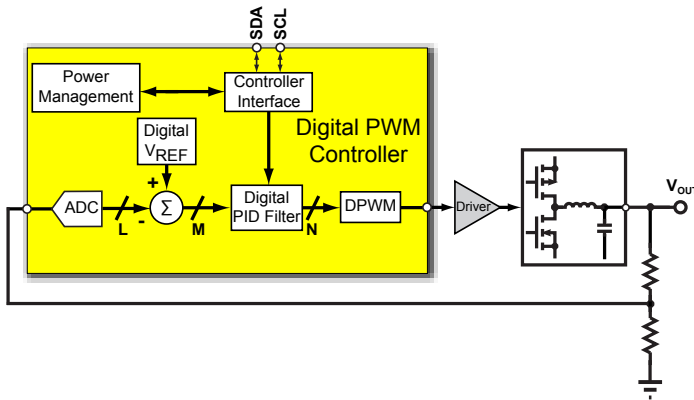 SDA
SCL
Power
Management
Controller
Interface
Digital
VREF
Digital PWM
Controller
+
ADC
L
-
Σ
M
Digital
PID Filter
N
DPWM
Driver
VOUT